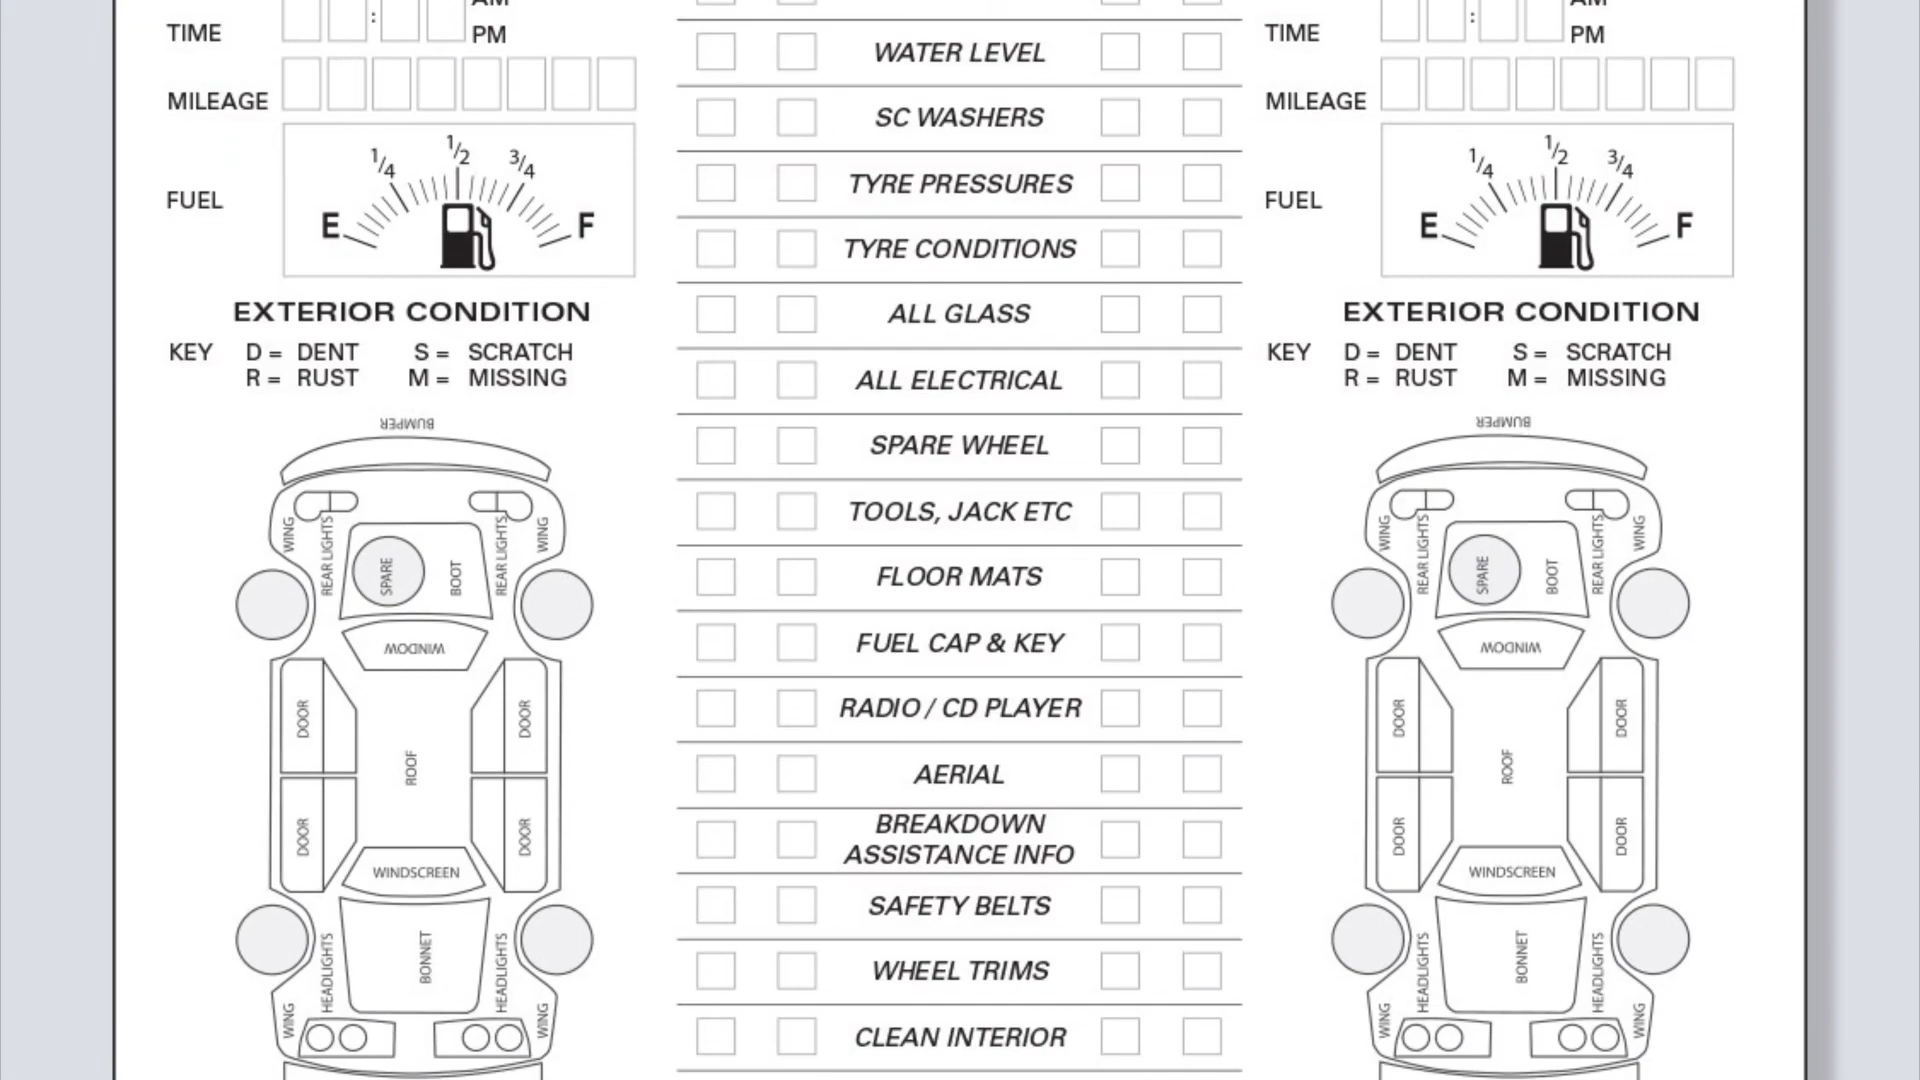 AM
TIME : PM
MILEAGE
FUEL
E 1/4 1/2 3/4 F
EXTERIOR CONDITION
KEY D = DENT S = SCRATCH
R = RUST M = MISSING
BUMPER
WING REAR LIGHTS SPARE BOOT REAR LIGHTS WING
WINDOW
DOOR DOOR
ROOF
DOOR DOOR
WINDSCREEN
HEADLIGHTS BONNET HEADLIGHTS
WING WING
WATER LEVEL
SC WASHERS
TYRE PRESSURES
TYRE CONDITIONS
ALL GLASS
ALL ELECTRICAL
SPARE WHEEL
TOOLS, JACK ETC
FLOOR MATS
FUEL CAP & KEY
RADIO / CD PLAYER
AERIAL
BREAKDOWN
ASSISTANCE INFO
SAFETY BELTS
WHEEL TRIMS
CLEAN INTERIOR
AM
TIME : PM
MILEAGE
FUEL
E 1/4 1/2 3/4 F
EXTERIOR CONDITION
KEY D = DENT S = SCRATCH
R = RUST M = MISSING
BUMPER
WING REAR LIGHTS SPARE BOOT REAR LIGHTS WING
WINDOW
DOOR DOOR
ROOF
DOOR DOOR
WINDSCREEN
HEADLIGHTS BONNET HEADLIGHTS
WING WING